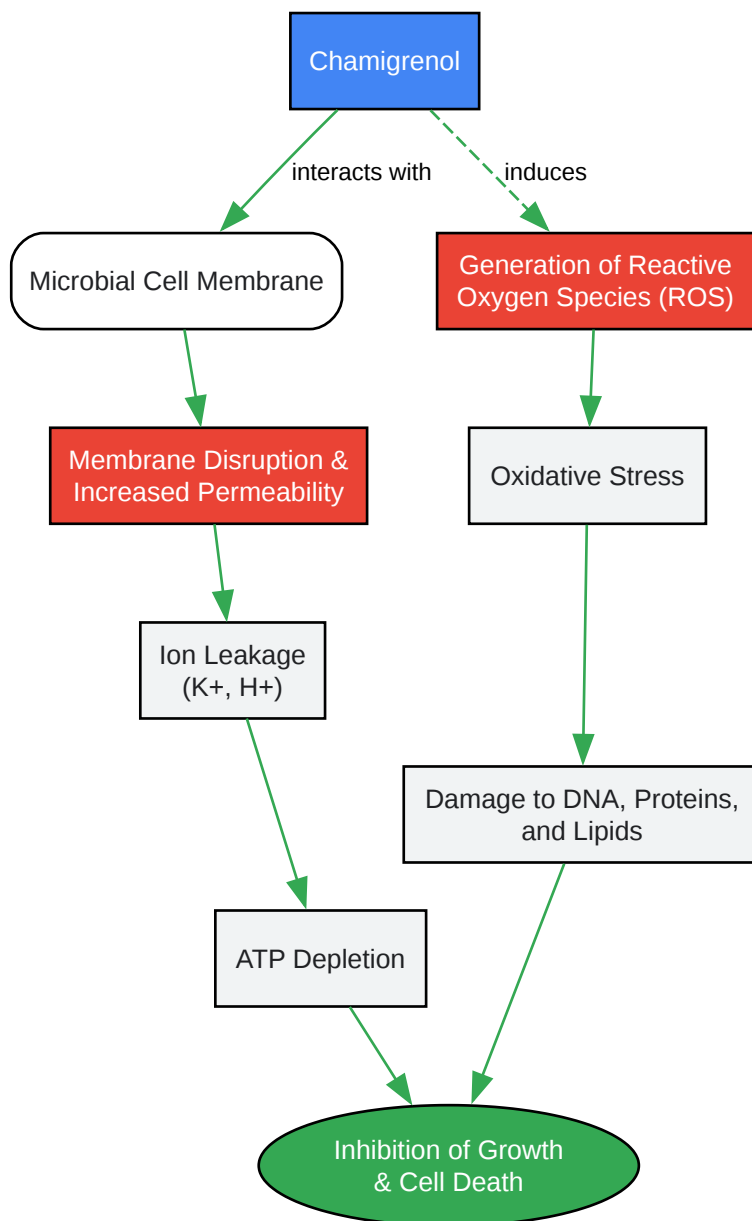 Chamigrenol
interacts with
induces
Microbial Cell Membrane
Generation of Reactive
Oxygen Species (ROS)
Membrane Disruption &
Increased Permeability
Oxidative Stress
Ion Leakage
(K+, H+)
Damage to DNA, Proteins,
and Lipids
ATP Depletion
Inhibition of Growth
& Cell Death